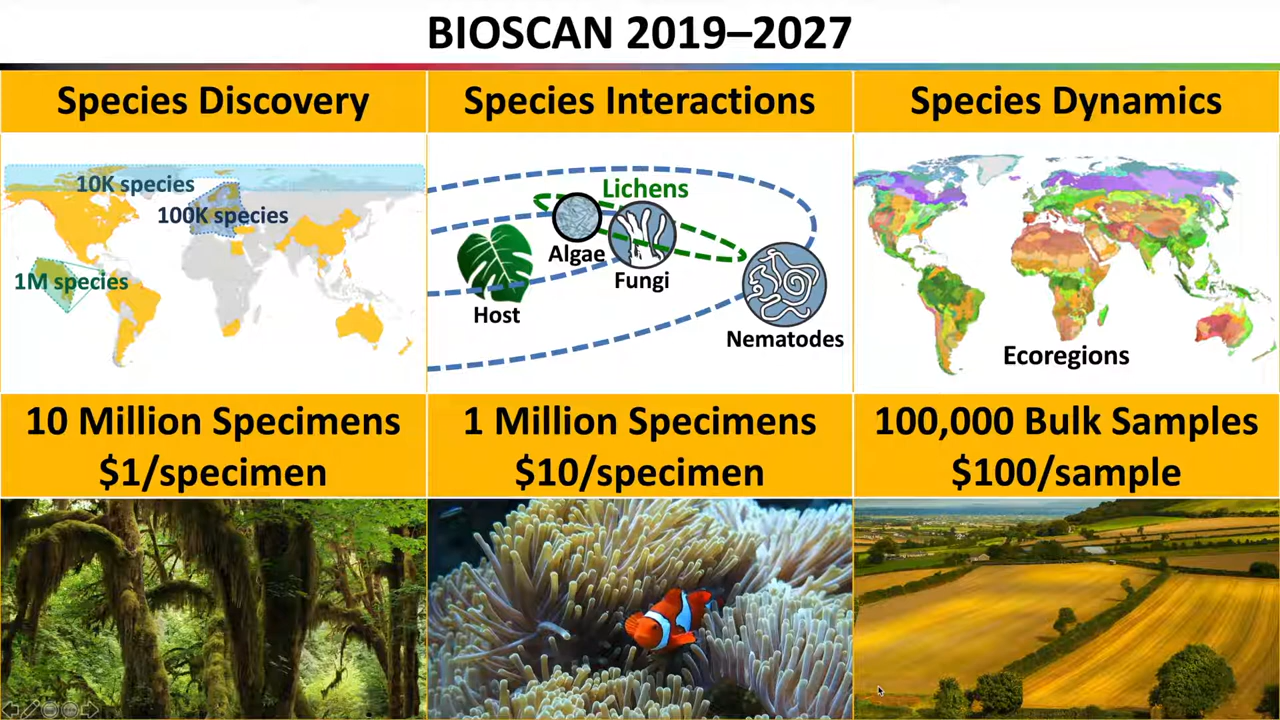 BIOSCAN 2019–2027
Species Discovery
10K species
100K species
1M species
10 Million Specimens
$1/specimen
Species Interactions
Lichens
Algae
Fungi
Host
Nematodes
1 Million Specimens
$10/specimen
Species Dynamics
Ecoregions
100,000 Bulk Samples
$100/sample